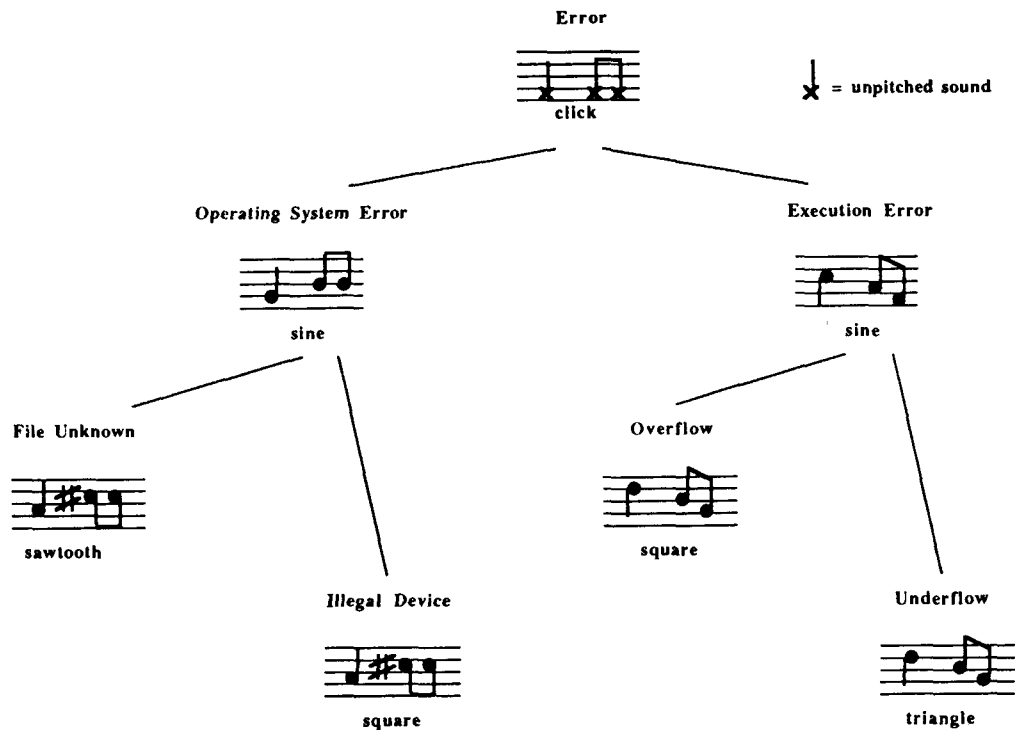 Error
= unpitched sound
click
Operating System Error
Execution Error
sine
sine
File Unknown
Overflow
sawtooth
square
Illegal Device
Underflow
square
triangle